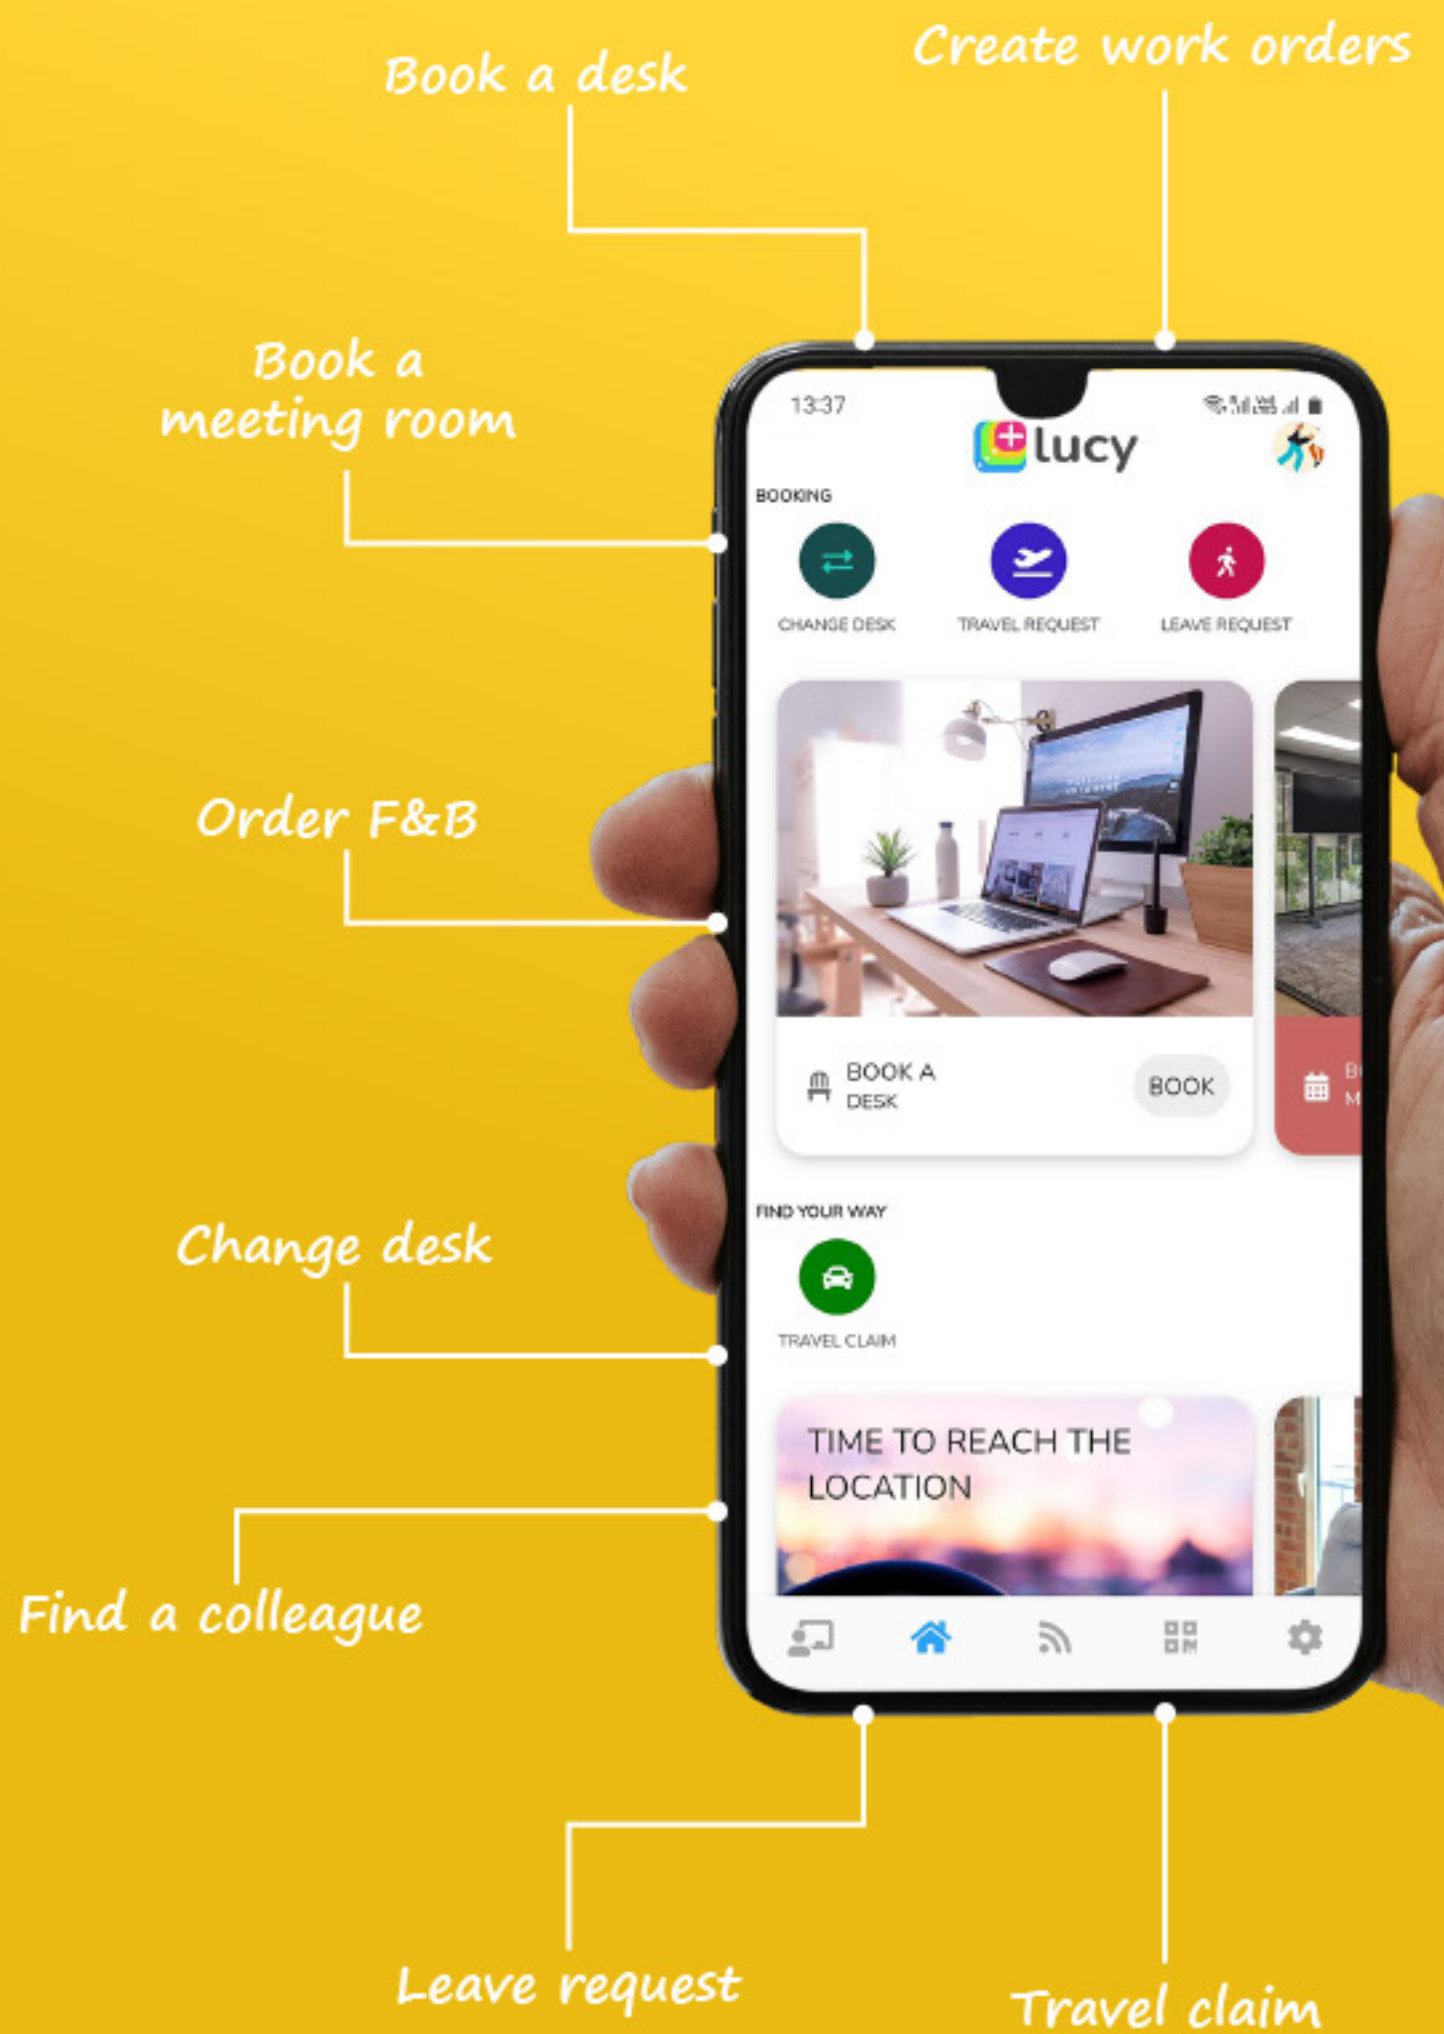 Create work orders
Book a desk
Book a
meeting room
Order F&B
Change desk
Find a colleague
Leave request
Travel claim
13:37
lucy
BOOKING
CHANGE DESK
TRAVEL REQUEST
LEAVE REQUEST
BOOK A
DESK
BOOK
FIND YOUR WAY
TRAVEL CLAIM
TIME TO REACH THE
LOCATION